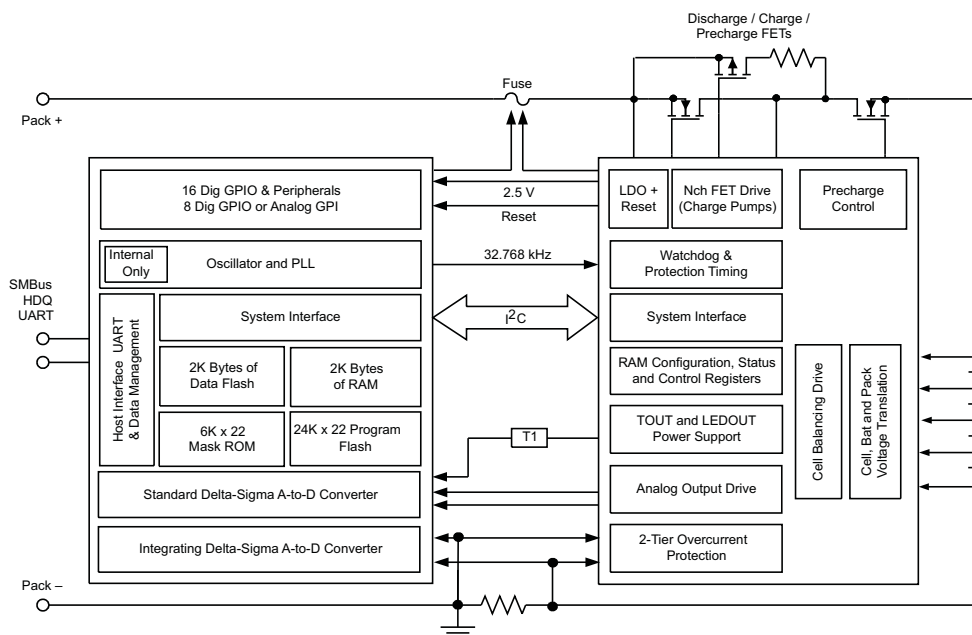 Discharge / Charge /
Precharge FETs
Fuse
Pack +
16 Dig GPIO & Peripherals
8 Dig GPIO or Analog GPI
2.5 V
Reset
LDO +
Reset
Nch FET Drive
(Charge Pumps)
Precharge
Control
Internal
Only
Oscillator and PLL
32.768 kHz
Watchdog &
Protection Timing
SMBus
HDQ
UART
Host Interface UART
& Data Management
System Interface
I2C
System Interface
2K Bytes of
Data Flash
2K Bytes
of RAM
RAM Configuration, Status
and Control Registers
6K x 22
Mask ROM
24K x 22 Program
Flash
T1
TOUT and LEDOUT
Power Support
Cell Balancing Drive
Cell, Bat and Pack
Voltage Translation
Standard Delta-Sigma A-to-D Converter
Analog Output Drive
Integrating Delta-Sigma A-to-D Converter
2-Tier Overcurrent
Protection
Pack –